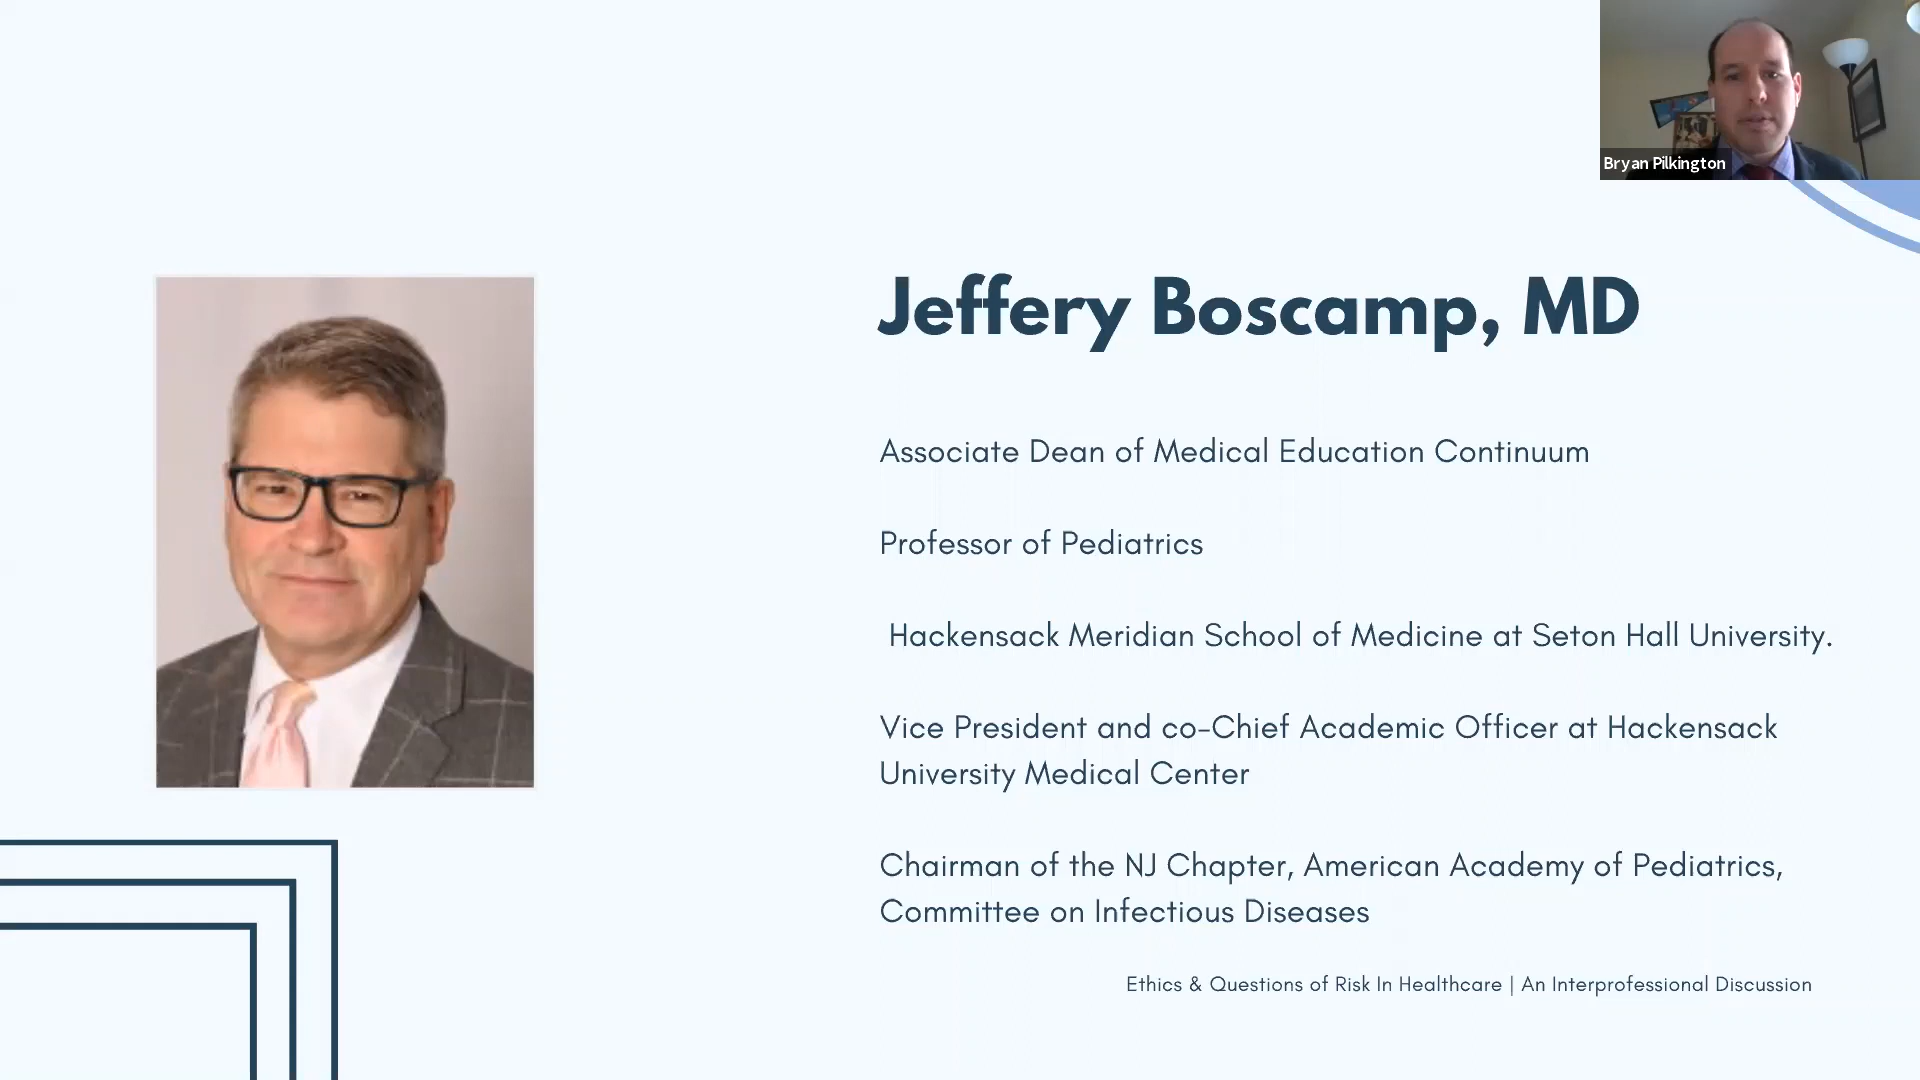 Bryan Pilkington
Jeffery Boscamp, MD
Associate Dean of Medical Education Continuum
Professor of Pediatrics
Hackensack Meridian School of Medicine at Seton Hall University.
Vice President and co-Chief Academic Officer at Hackensack
University Medical Center
Chairman of the NJ Chapter, American Academy of Pediatrics,
Committee on Infectious Diseases
Ethics & Questions of Risk In Healthcare | An Interprofessional Discussion